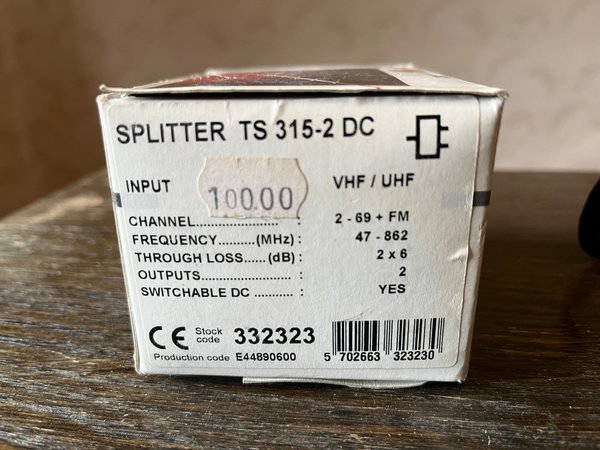 SPLITTER TS 315-2 DC
INPUT 100.00 VHF / UHF
CHANNEL..................... : 2 - 69 + FM
FREQUENCY..........(MHz) : 47 - 862
THROUGH LOSS......(dB) : 2 x 6
OUTPUTS....................... : 2
SWITCHABLE DC .......... : YES
CE Stock code 332323
Production code E44890600
5 702663 323230